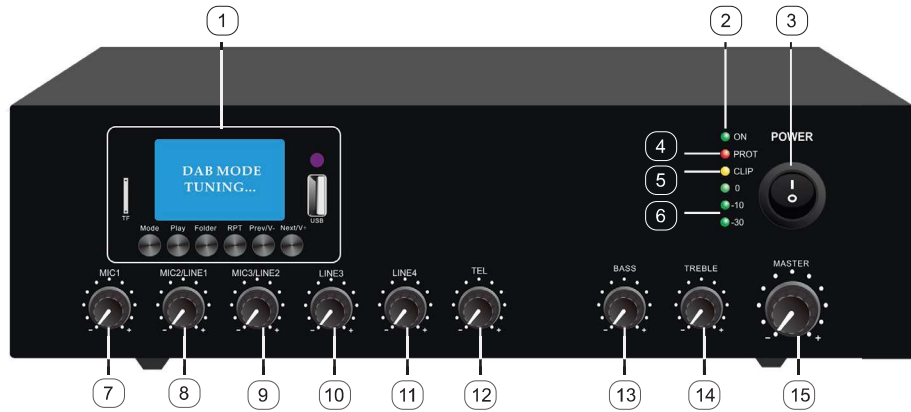 1 2 3
ON
POWER
4
PROT
DAB MODE
TUNING...
5
CLIP
0
I
O
6
-10
-30
TF
USB
Mode Play Folder RPT Prev/V- Next/V+
MIC1 MIC2/LINE1 MIC3/LINE2 LINE3 LINE4 TEL BASS TREBLE MASTER
- + - + - + - + - + - + - + - + - +
7 8 9 10 11 12 13 14 15